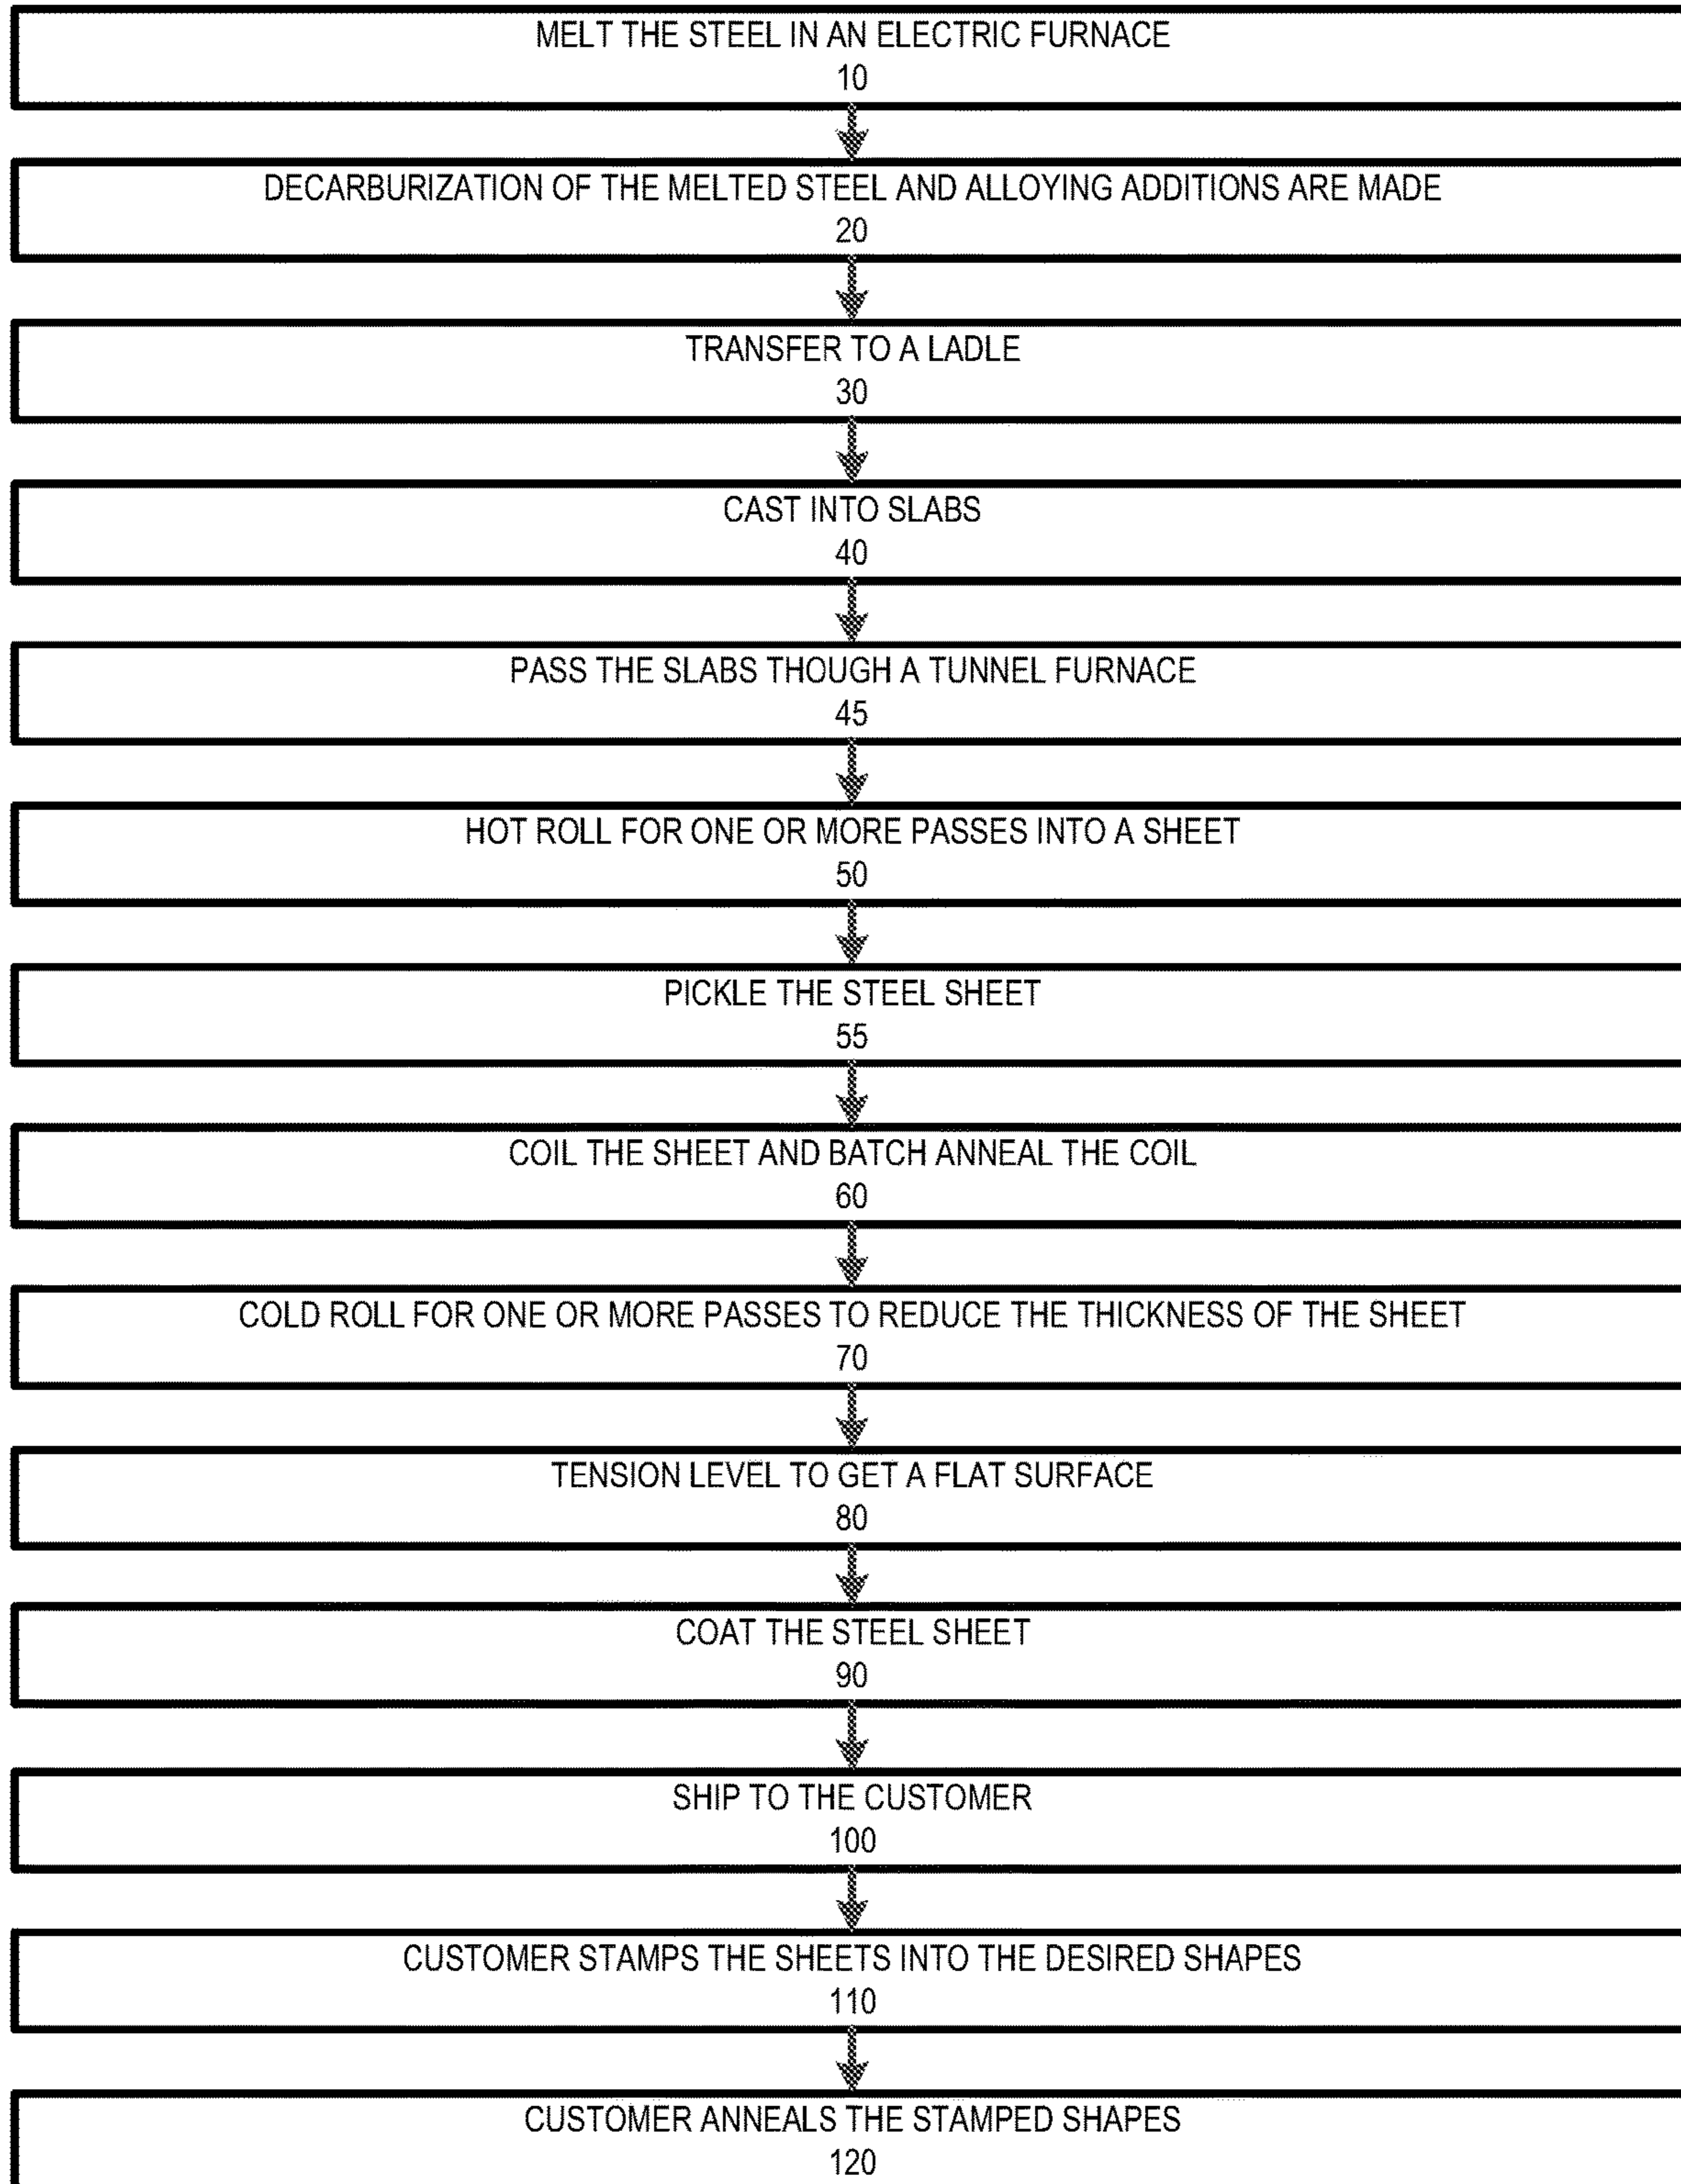 MELT THE STEEL IN AN ELECTRIC FURNACE
10
DECARBURIZATION OF THE MELTED STEEL AND ALLOYING ADDITIONS ARE MADE
20
TRANSFER TO A LADLE
30
CAST INTO SLABS
40
PASS THE SLABS THOUGH A TUNNEL FURNACE
45
HOT ROLL FOR ONE OR MORE PASSES INTO A SHEET
50
PICKLE THE STEEL SHEET
55
COIL THE SHEET AND BATCH ANNEAL THE COIL
60
COLD ROLL FOR ONE OR MORE PASSES TO REDUCE THE THICKNESS OF THE SHEET
70
TENSION LEVEL TO GET A FLAT SURFACE
80
COAT THE STEEL SHEET
90
SHIP TO THE CUSTOMER
100
CUSTOMER STAMPS THE SHEETS INTO THE DESIRED SHAPES
110
CUSTOMER ANNEALS THE STAMPED SHAPES
120